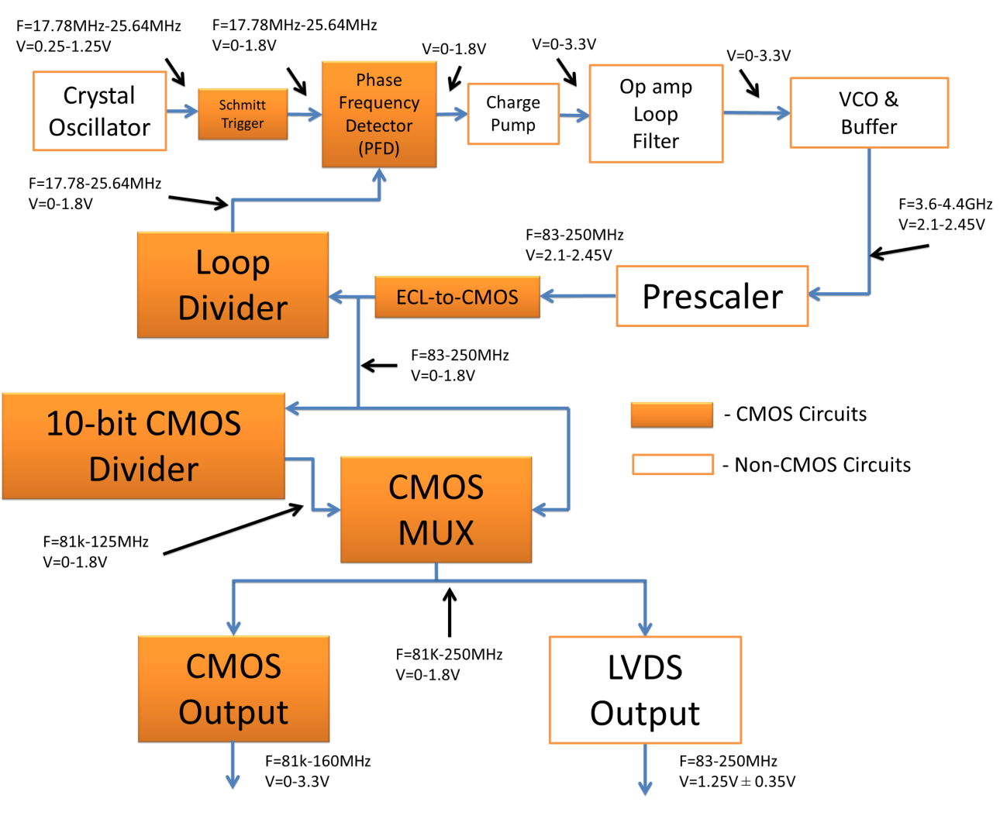 F=17.78MHz-25.64MHz
V=0.25-1.25V
F=17.78MHz-25.64MHz
V=0-1.8V
V=0-1.8V
V=0-3.3V
V=0-3.3V
Crystal
Oscillator
Schmitt
Trigger
Phase
Frequency
Detector
(PFD)
Charge
Pump
Op amp
Loop
Filter
VCO &
Buffer
F=17.78-25.64MHz
V=0-1.8V
F=3.6-4.4GHz
V=2.1-2.45V
F=83-250MHz
V=2.1-2.45V
Loop
Divider
ECL-to-CMOS
Prescaler
F=83-250MHz
V=0-1.8V
10-bit CMOS
Divider
- CMOS Circuits
- Non-CMOS Circuits
CMOS
MUX
F=81k-125MHz
V=0-1.8V
F=81K-250MHz
V=0-1.8V
CMOS
Output
LVDS
Output
F=81k-160MHz
V=0-3.3V
F=83-250MHz
V=1.25V ± 0.35V